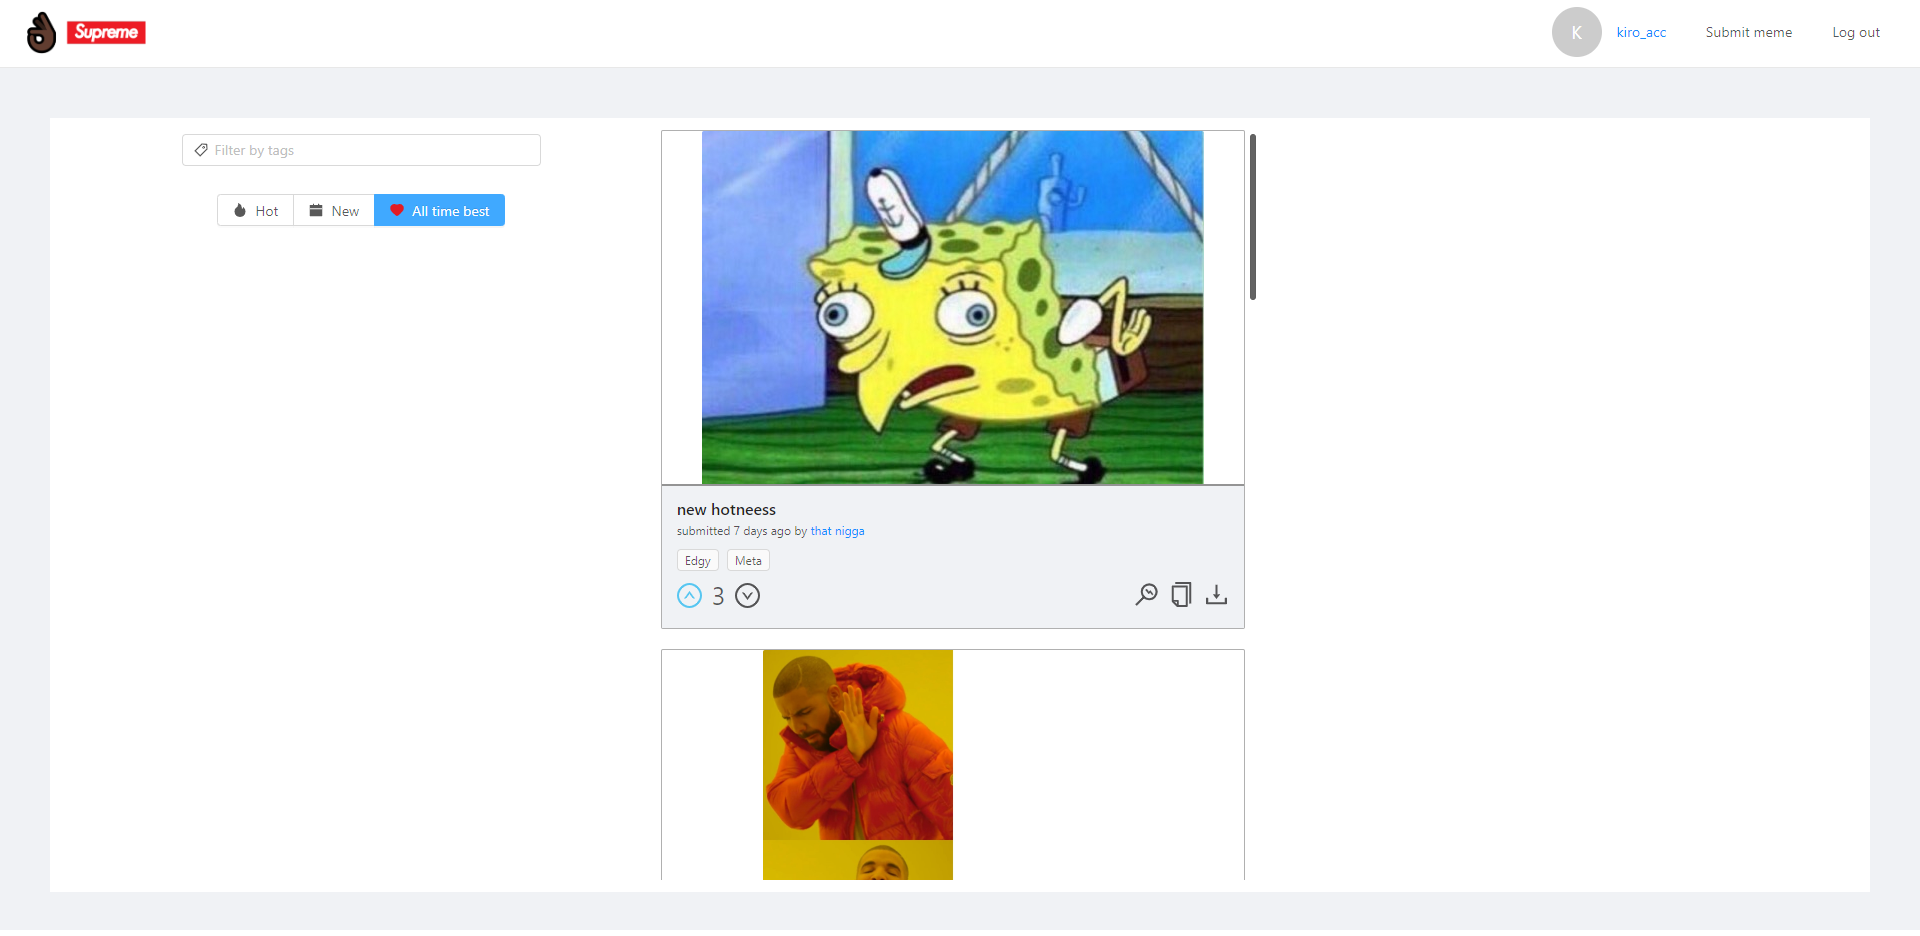 Supreme
K
kiro_acc
Submit meme
Log out
Filter by tags
Hot
New
All time best
new hotneess
submitted 7 days ago by that nigga
Edgy
Meta
3